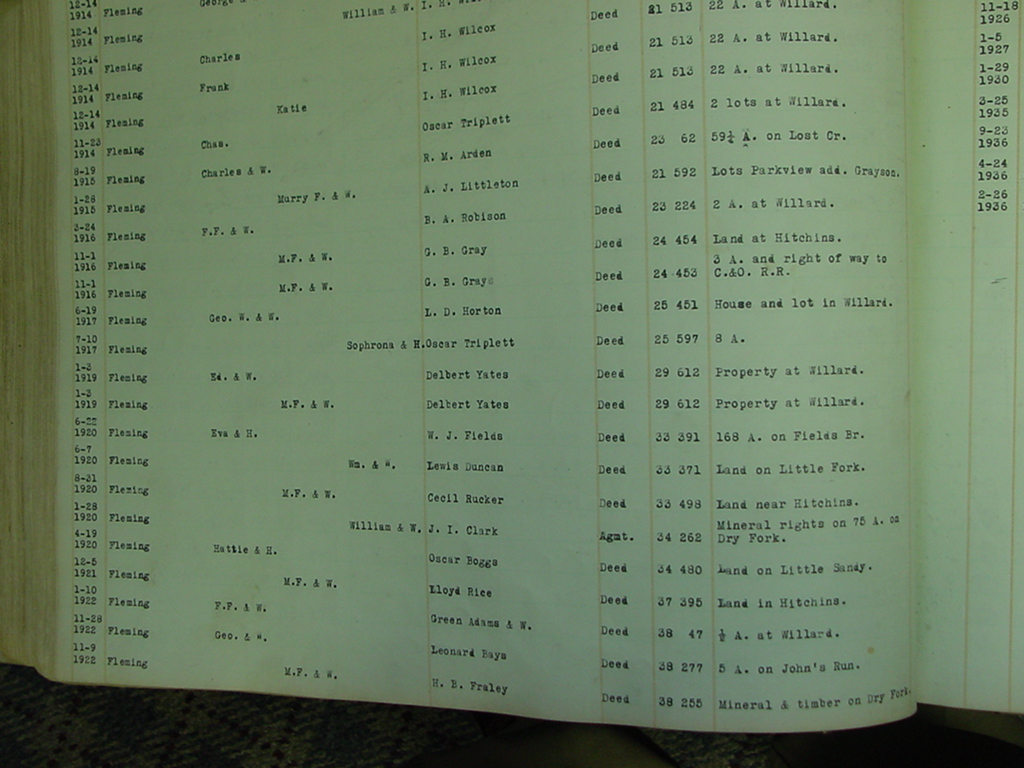 12-14
1914 Fleming George &
12-14
1914 Fleming William & W. I. H.
12-14
1914 Fleming Charles I. H. Wilcox Deed 21 513 22 A. at Willard.
12-14
1914 Fleming Frank I. H. Wilcox Deed 21 513 22 A. at Willard.
12-14
1914 Fleming Katie I. H. Wilcox Deed 21 513 22 A. at Willard.
11-23
1914 Fleming Chas. Oscar Triplett Deed 21 484 2 lots at Willard.
8-19
1915 Fleming Charles & W. R. M. Arden Deed 23 62 59¼ A. on Lost Cr.
1-28
1915 Fleming Murry F. & W. A. J. Littleton Deed 21 592 Lots Parkview add. Grayson.
3-24
1916 Fleming F.F. & W. B. A. Robison Deed 23 224 2 A. at Willard.
11-1
1916 Fleming M.F. & W. G. B. Gray Deed 24 454 Land at Hitchins.
11-1
1916 Fleming M.F. & W. G. B. Gray Deed 24 453 3 A. and right of way to
C.&O. R.R.
6-19
1917 Fleming Geo. W. & W. L. D. Horton Deed 25 451 House and lot in Willard.
7-10
1917 Fleming Sophrona & H. Oscar Triplett Deed 25 597 8 A.
1-3
1919 Fleming Ed. & W. Delbert Yates Deed 29 612 Property at Willard.
1-3
1919 Fleming M.F. & W. Delbert Yates Deed 29 612 Property at Willard.
6-22
1920 Fleming Eva & H. W. J. Fields Deed 33 391 168 A. on Fields Br.
6-7
1920 Fleming Wm. & W. Lewis Duncan Deed 33 371 Land on Little Fork.
8-31
1920 Fleming M.F. & W. Cecil Rucker Deed 33 498 Land near Hitchins.
1-28
1920 Fleming William & W. J. I. Clark Agmt. 34 262 Mineral rights on 75 A. on
Dry Fork.
4-19
1920 Fleming Hattie & H. Oscar Boggs Deed 34 480 Land on Little Sandy.
12-5
1921 Fleming M.F. & W. Lloyd Rice Deed 37 395 Land in Hitchins.
1-10
1922 Fleming F.F. & W. Green Adams & W. Deed 38 47 ½ A. at Willard.
11-28
1922 Fleming Geo. & W. Leonard Bays Deed 38 277 5 A. on John's Run.
11-9
1922 Fleming M.F. & W. H. B. Fraley Deed 38 255 Mineral & timber on Dry Fork.
11-18
1926
1-5
1927
1-29
1930
3-25
1935
9-23
1936
4-24
1936
2-26
1936